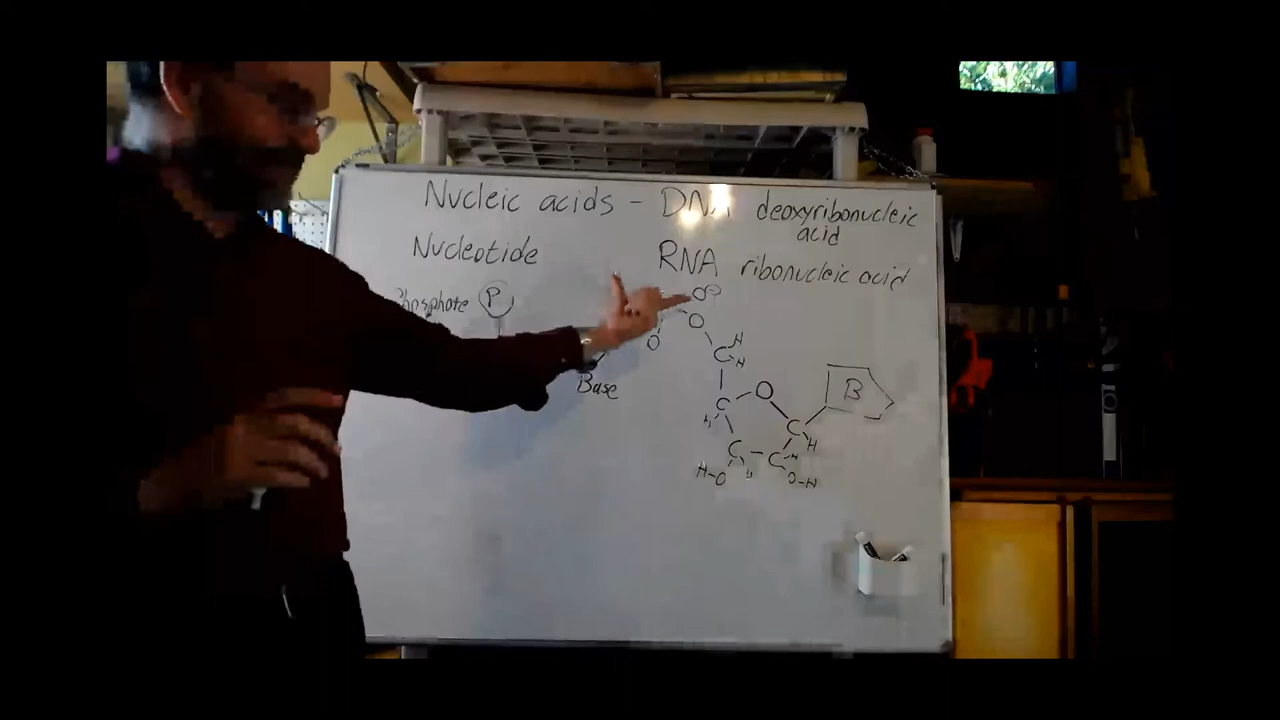 Nucleic acids - DNA deoxyribonucleic
acid
Nucleotide RNA ribonucleic acid
Phosphate P
O⊖
O
O
Base
C H
H
C O
H
B
C H
C C H
H-O H O-H